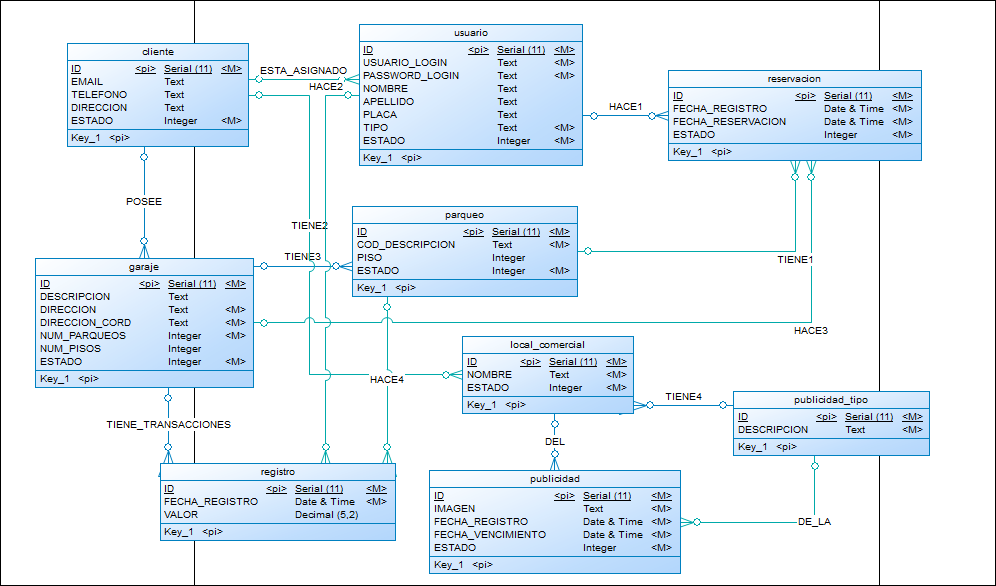 cliente
ID <pi> Serial (11) <M>
EMAIL Text
TELEFONO Text
DIRECCION Text
ESTADO Integer <M>
Key_1 <pi>
ESTA_ASIGNADO
HACE2
usuario
ID <pi> Serial (11) <M>
USUARIO_LOGIN Text <M>
PASSWORD_LOGIN Text <M>
NOMBRE Text
APELLIDO Text
PLACA Text
TIPO Text <M>
ESTADO Integer <M>
Key_1 <pi>
HACE1
reservacion
ID <pi> Serial (11) <M>
FECHA_REGISTRO Date & Time <M>
FECHA_RESERVACION Date & Time <M>
ESTADO Integer <M>
Key_1 <pi>
POSEE
TIENE2
parqueo
ID <pi> Serial (11) <M>
COD_DESCRIPCION Text <M>
PISO Integer
ESTADO Integer <M>
Key_1 <pi>
TIENE3
TIENE1
garaje
ID <pi> Serial (11) <M>
DESCRIPCION Text
DIRECCION Text <M>
DIRECCION_CORD Text <M>
NUM_PARQUEOS Integer <M>
NUM_PISOS Integer
ESTADO Integer <M>
Key_1 <pi>
HACE3
local_comercial
ID <pi> Serial (11) <M>
NOMBRE Text <M>
ESTADO Integer <M>
Key_1 <pi>
HACE4
TIENE4
publicidad_tipo
ID <pi> Serial (11) <M>
DESCRIPCION Text <M>
Key_1 <pi>
TIENE_TRANSACCIONES
DEL
registro
ID <pi> Serial (11) <M>
FECHA_REGISTRO Date & Time <M>
VALOR Decimal (5,2)
Key_1 <pi>
publicidad
ID <pi> Serial (11) <M>
IMAGEN Text <M>
FECHA_REGISTRO Date & Time <M>
FECHA_VENCIMIENTO Date & Time <M>
ESTADO Integer <M>
Key_1 <pi>
DE_LA